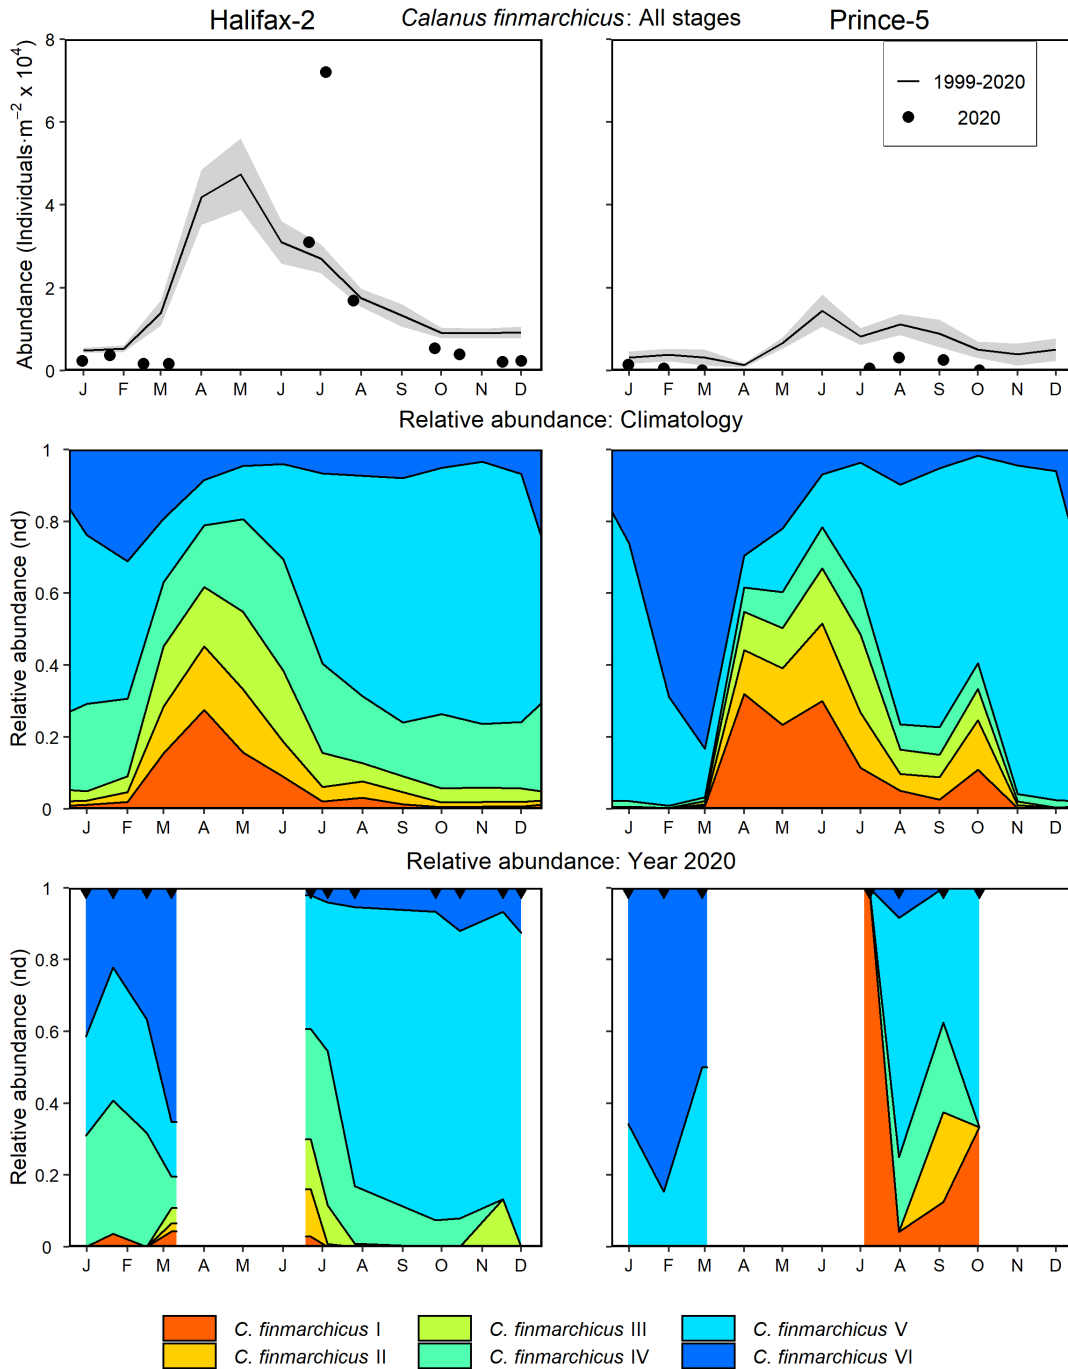 Halifax-2
Calanus finmarchicus: All stages
Prince-5
Abundance (Individuals·m⁻² x 10⁴)
8
6
4
2
0
1999-2020
2020
J F M A M J J A S O N D
J F M A M J J A S O N D
Relative abundance: Climatology
Relative abundance (nd)
1
0.8
0.6
0.4
0.2
0
J F M A M J J A S O N D
J F M A M J J A S O N D
Relative abundance: Year 2020
Relative abundance (nd)
1
0.8
0.6
0.4
0.2
0
J F M A M J J A S O N D
J F M A M J J A S O N D
C. finmarchicus I
C. finmarchicus III
C. finmarchicus V
C. finmarchicus II
C. finmarchicus IV
C. finmarchicus VI